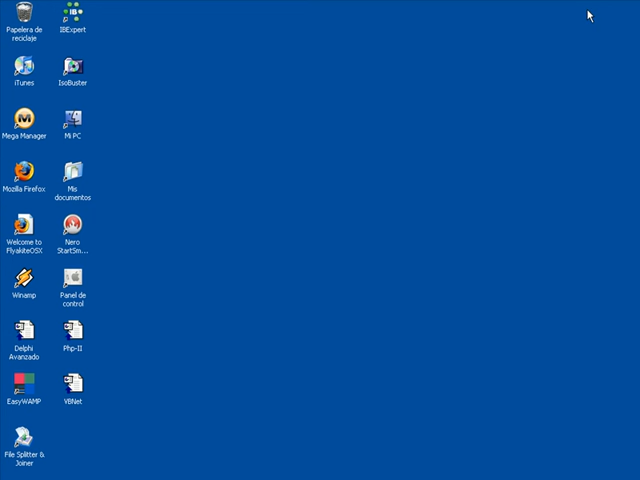 Papelera de
reciclaje
IBExpert
iTunes
IsoBuster
Mega Manager
Mi PC
Mozilla Firefox
Mis
documentos
Welcome to
FlyakiteOSX
Nero
StartSm...
Winamp
Panel de
control
Delphi
Avanzado
Php-II
EasyWAMP
VBNet
File Splitter &
Joiner